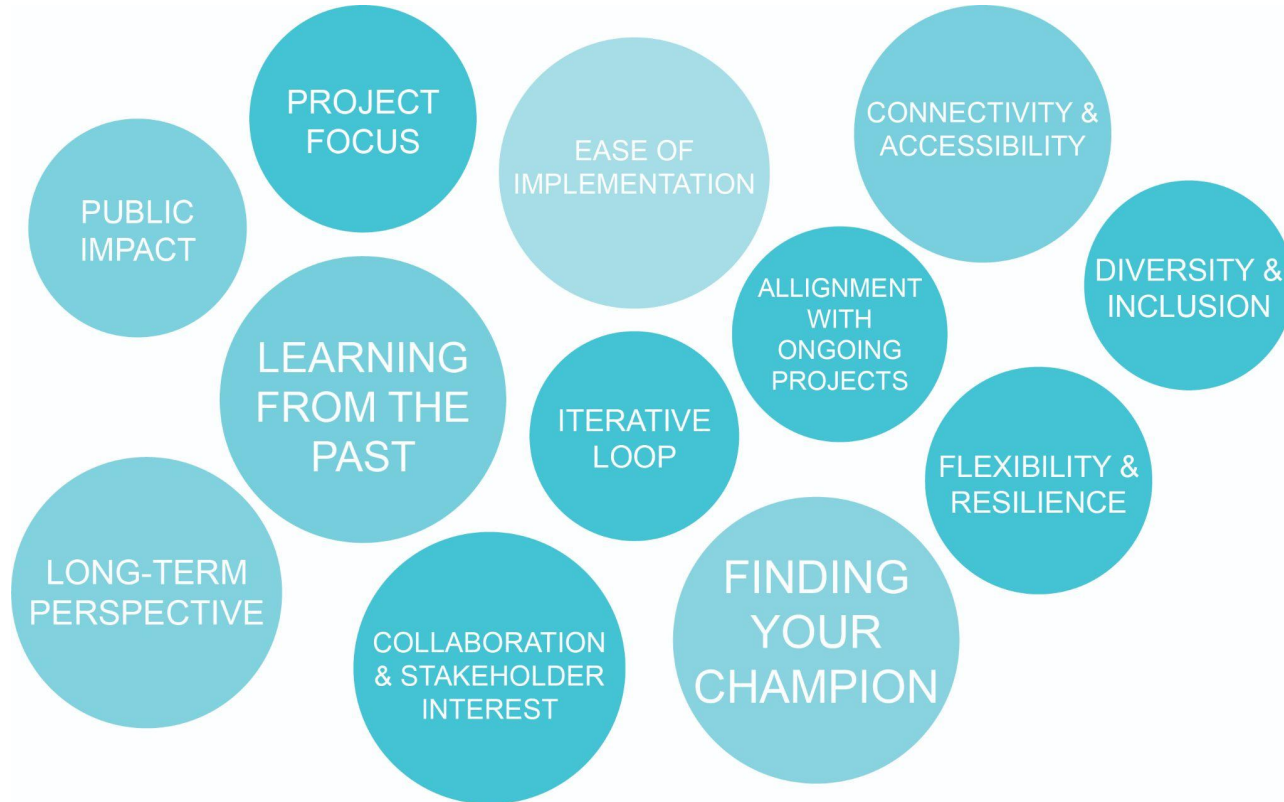 PROJECT
FOCUS
EASE OF
IMPLEMENTATION
CONNECTIVITY &
ACCESSIBILITY
PUBLIC
IMPACT
DIVERSITY &
INCLUSION
ALLIGNMENT
WITH
ONGOING
PROJECTS
LEARNING
FROM THE
PAST
ITERATIVE
LOOP
FLEXIBILITY &
RESILIENCE
LONG-TERM
PERSPECTIVE
COLLABORATION
& STAKEHOLDER
INTEREST
FINDING
YOUR
CHAMPION